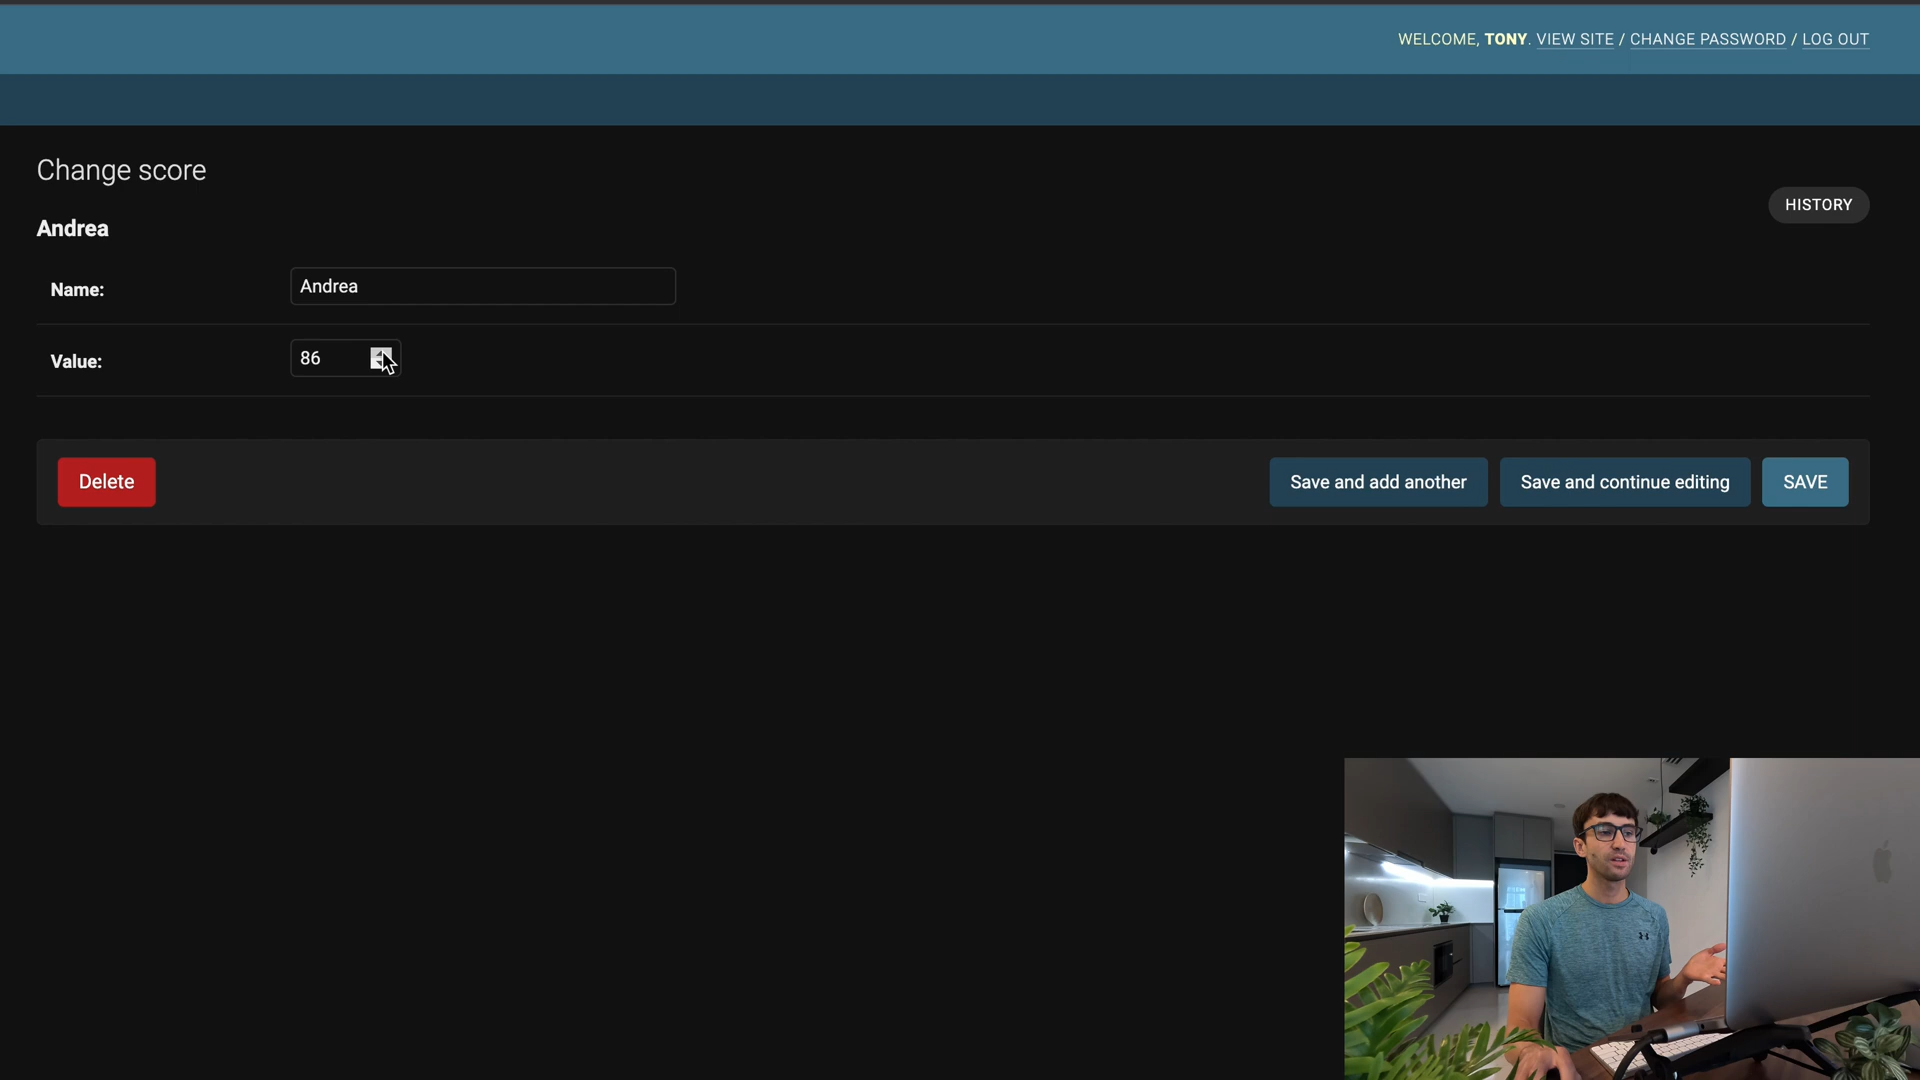 WELCOME, TONY. VIEW SITE / CHANGE PASSWORD / LOG OUT
Change score
HISTORY
Andrea
Name: Andrea
Value: 86
Delete Save and add another Save and continue editing SAVE